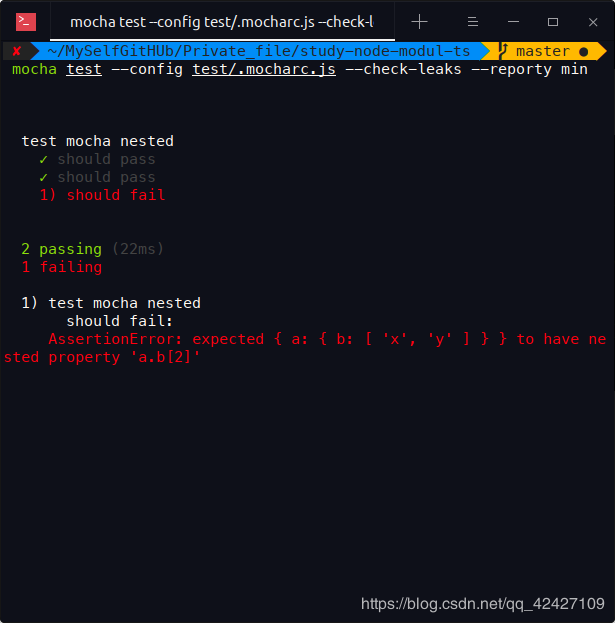 mocha test --config test/.mocharc.js --check-l
✘ ~/MySelfGitHUb/Private_file/study-node-modul-ts master ●
mocha test --config test/.mocharc.js --check-leaks --reporty min
test mocha nested
✓ should pass
✓ should pass
1) should fail
2 passing (22ms)
1 failing
1) test mocha nested
should fail:
AssertionError: expected { a: { b: [ 'x', 'y' ] } } to have ne
sted property 'a.b[2]'
https://blog.csdn.net/qq_42427109